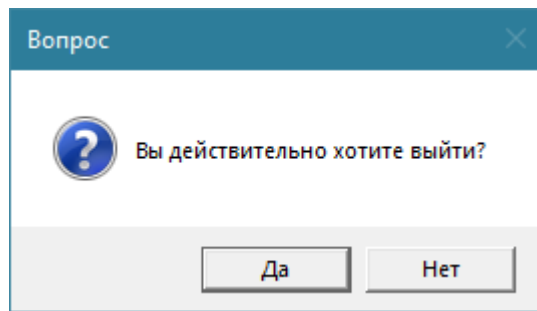 Вопрос
Вы действительно хотите выйти?
Да
Нет